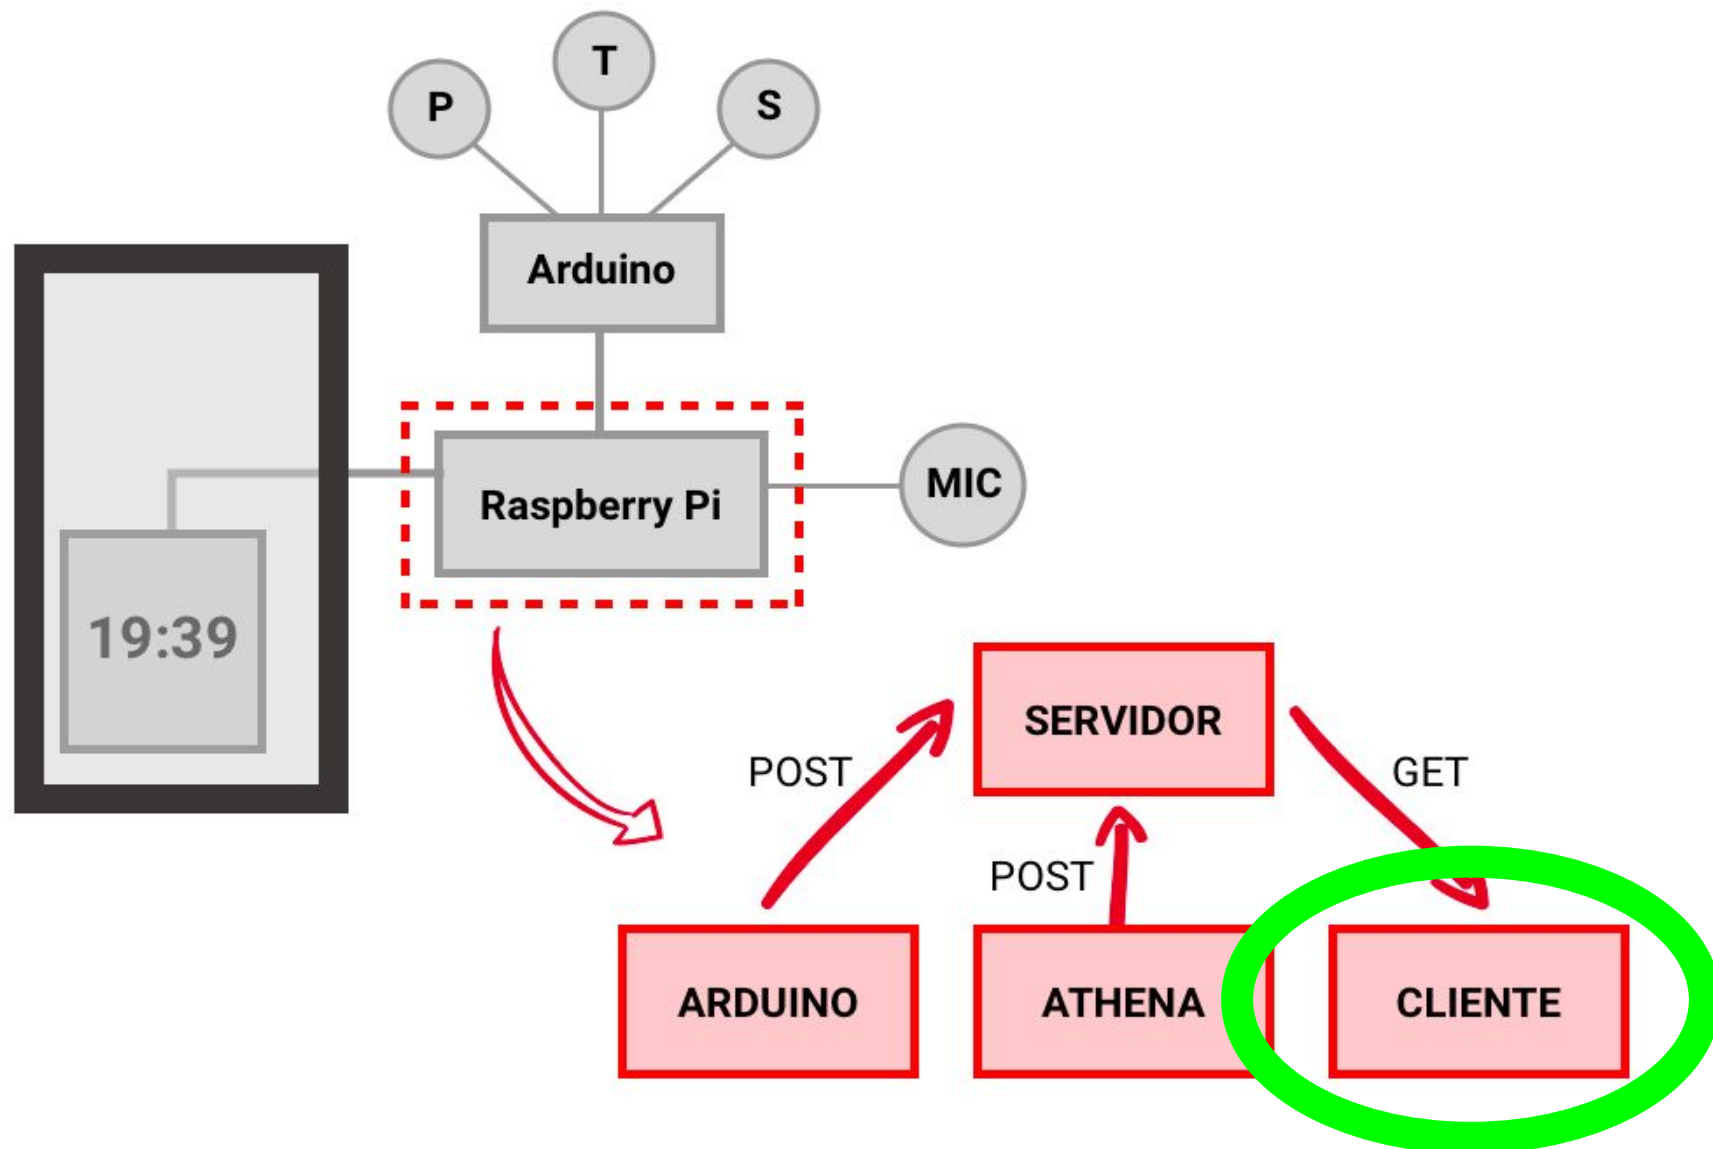 T
P
S
Arduino
Raspberry Pi
MIC
19:39
SERVIDOR
POST
GET
POST
ARDUINO
ATHENA
CLIENTE